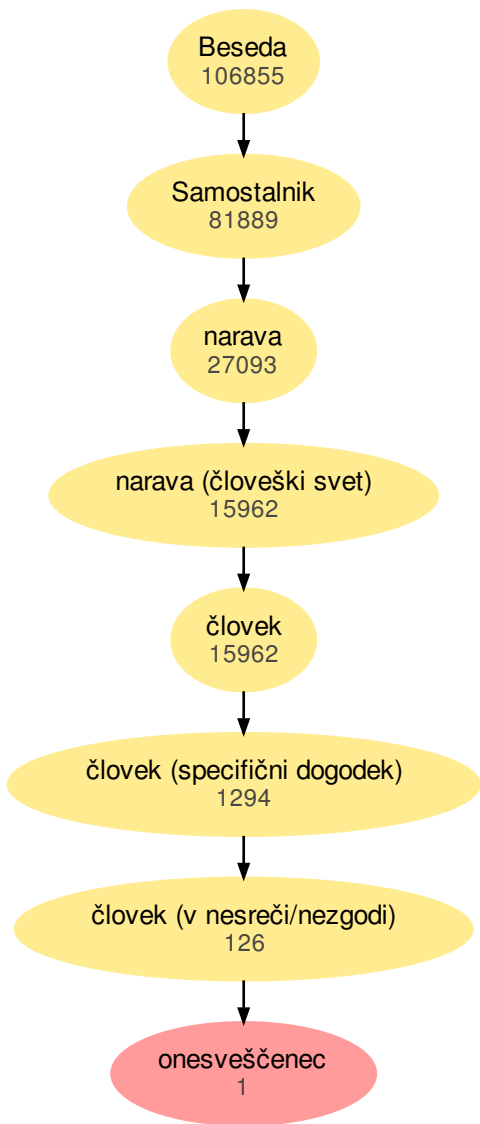 Beseda
106855
Samostalnik
81889
narava
27093
narava (človeški svet)
15962
človek
15962
človek (specifični dogodek)
1294
človek (v nesreči/nezgodi)
126
onesveščenec
1